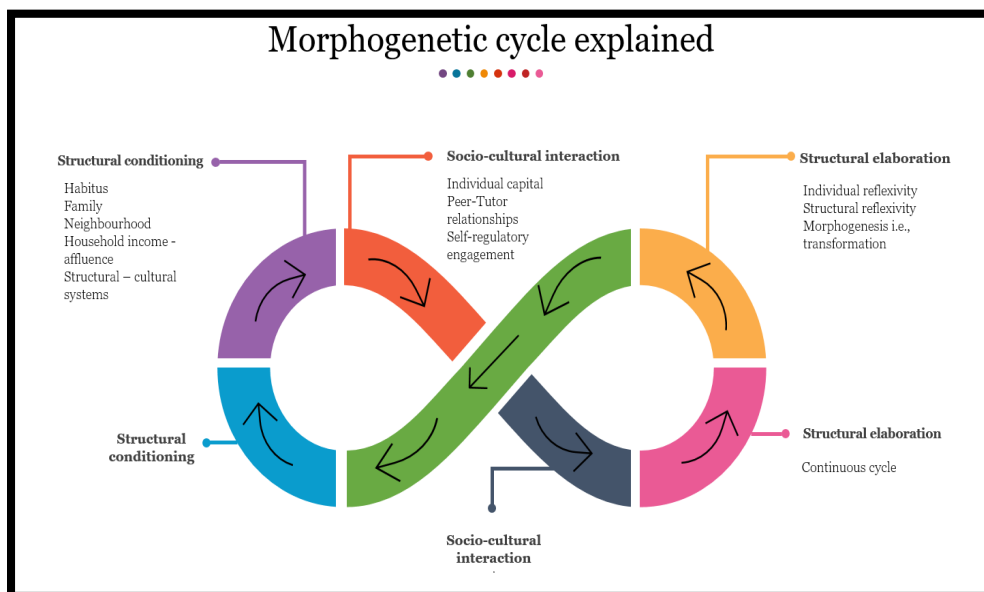 Morphogenetic cycle explained
Structural conditioning
Habitus
Family
Neighbourhood
Household income -
affluence
Structural – cultural
systems
Socio-cultural interaction
Individual capital
Peer-Tutor
relationships
Self-regulatory
engagement
Structural elaboration
Individual reflexivity
Structural reflexivity
Morphogenesis i.e.,
transformation
Structural
conditioning
Socio-cultural
interaction
.
Structural elaboration
Continuous cycle